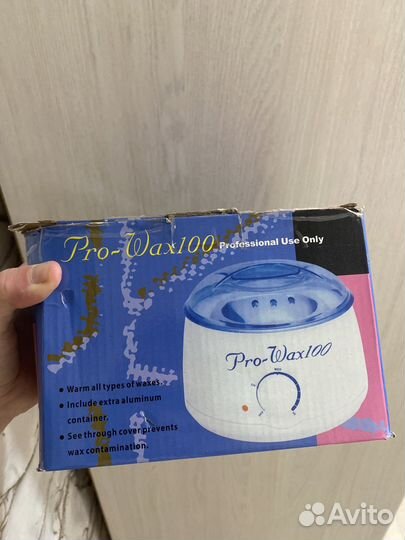 Pro-Wax100 Professional Use Only
Pro-Wax100
• Warm all types of waxes.
• Include extra aluminum
container.
• See through cover prevents
wax contamination.
Avito